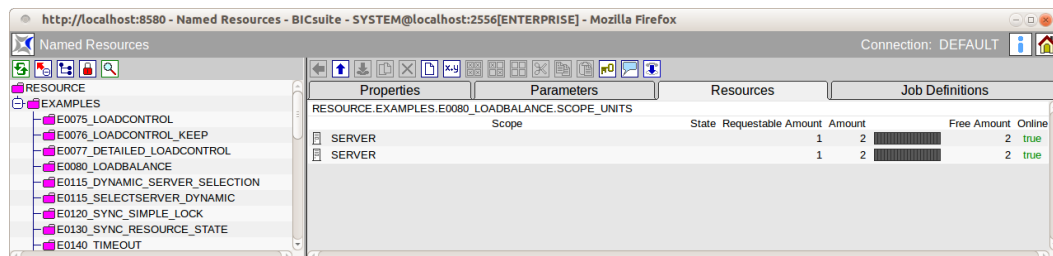 http://localhost:8580 - Named Resources - BICsuite - SYSTEM@localhost:2556[ENTERPRISE] - Mozilla Firefox
Named Resources
Connection: DEFAULT
RESOURCE
EXAMPLES
E0075_LOADCONTROL
E0076_LOADCONTROL_KEEP
E0077_DETAILED_LOADCONTROL
E0080_LOADBALANCE
E0115_DYNAMIC_SERVER_SELECTION
E0115_SELECTSERVER_DYNAMIC
E0120_SYNC_SIMPLE_LOCK
E0130_SYNC_RESOURCE_STATE
E0140_TIMEOUT
x,y
Properties Parameters Resources Job Definitions
RESOURCE.EXAMPLES.E0080_LOADBALANCE.SCOPE_UNITS
Scope State Requestable Amount Amount Free Amount Online
SERVER 1 2 2 true
SERVER 1 2 2 true